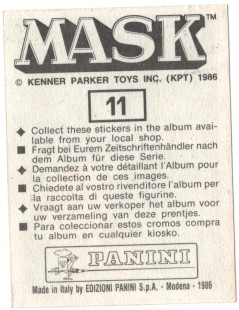 MASK™
© KENNER PARKER TOYS INC. (KPT) 1986
11
◆ Collect these stickers in the album avai-
lable from your local shop.
■ Fragt bei Eurem Zeitschriftenhändler nach
dem Album für diese Serie.
◆ Demandez à votre détaillant l'Album pour
la collection de ces images.
■ Chiedete al vostro rivenditore l'album per
la raccolta di queste figurine.
◆ Vraagt aan uw verkoper het album voor
uw verzameling van deze prentjes.
■ Para coleccionar estos cromos compra
tu album en cualquier kiosko.
PANINI
Made in Italy by EDIZIONI PANINI S.p.A. - Modena - 1986